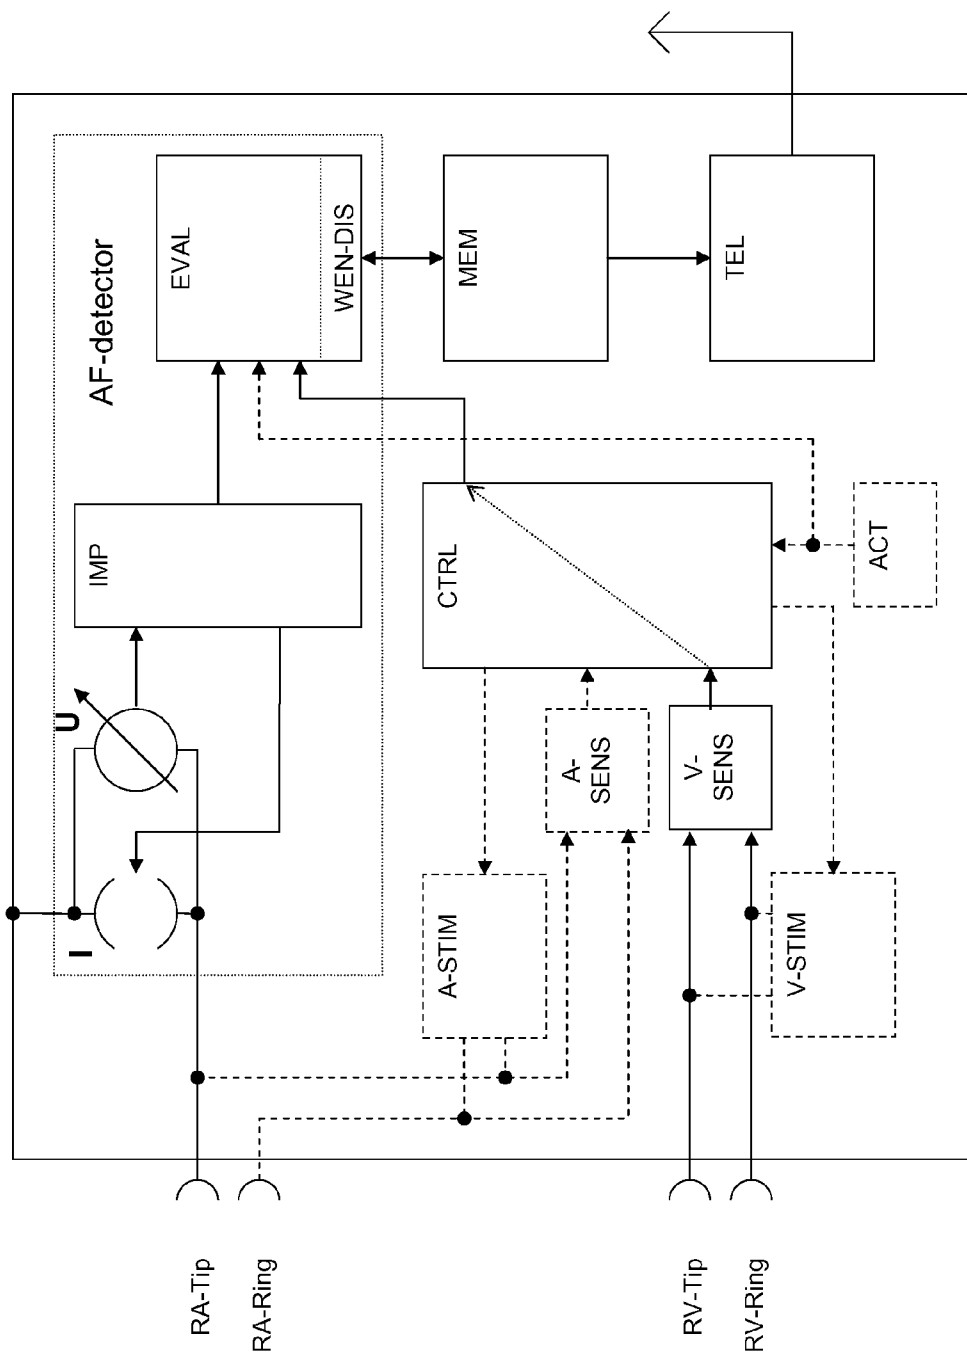 AF-detector
I
U
IMP
EVAL
WEN-DIS
MEM
TEL
CTRL
A-STIM
A-
SENS
V-
SENS
V-STIM
ACT
RA-Tip
RA-Ring
RV-Tip
RV-Ring